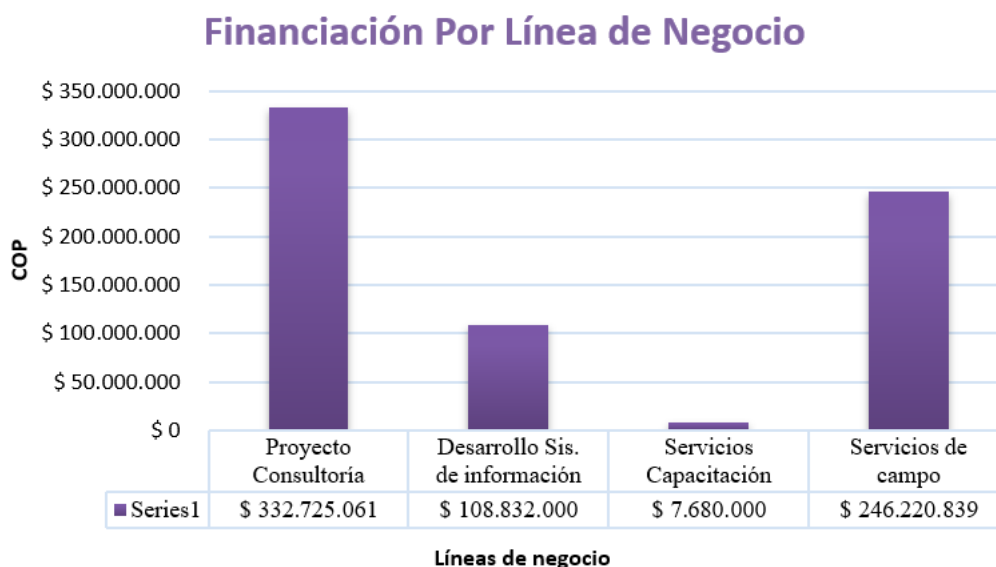 Financiación Por Línea de Negocio
$ 350.000.000
$ 300.000.000
$ 250.000.000
$ 200.000.000
$ 150.000.000
$ 100.000.000
$ 50.000.000
$ 0
COP
Proyecto
Consultoría
Desarrollo Sis.
de información
Servicios
Capacitación
Servicios de
campo
Series1
$ 332.725.061
$ 108.832.000
$ 7.680.000
$ 246.220.839
Líneas de negocio